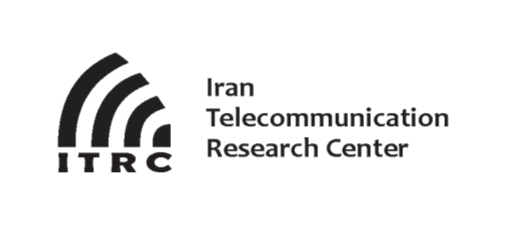 ITRC
Iran
Telecommunication
Research Center